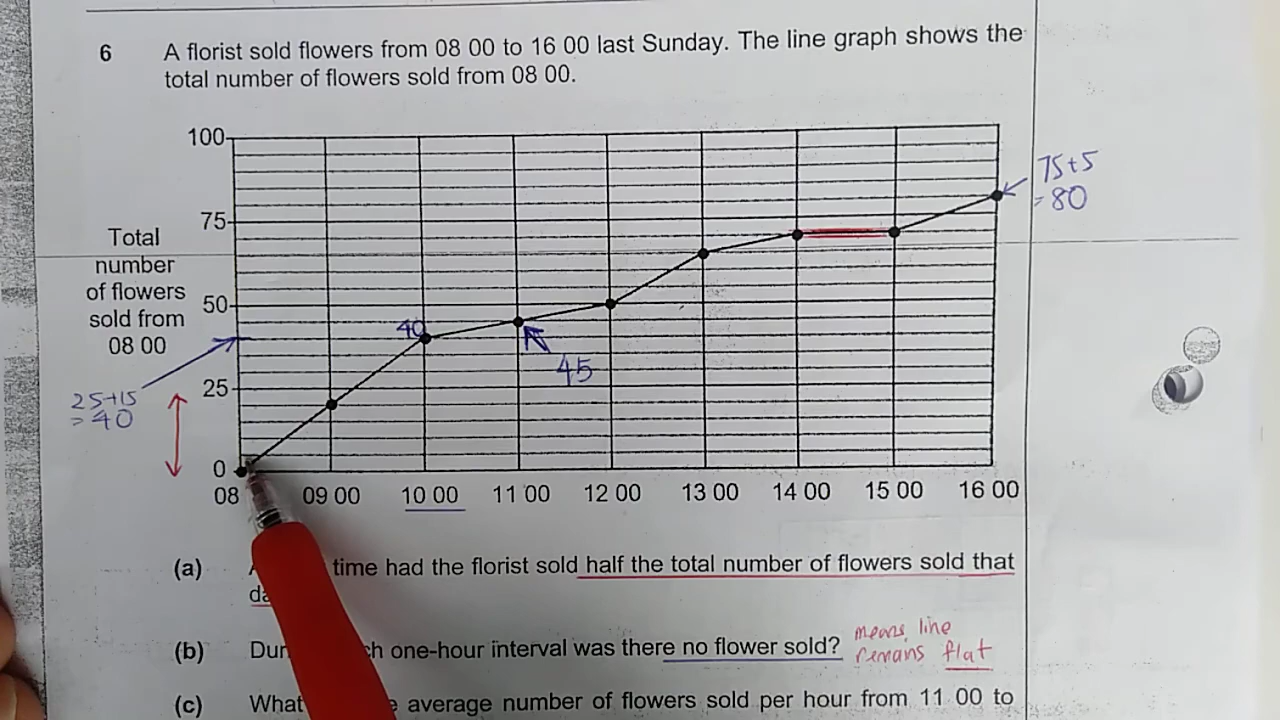 6 A florist sold flowers from 08 00 to 16 00 last Sunday. The line graph shows the
total number of flowers sold from 08 00.
100
75+5
= 80
75
Total
number
of flowers
sold from
08 00
50
40
45
25+15
= 40
25
0
08 09 00 10 00 11 00 12 00 13 00 14 00 15 00 16 00
(a) time had the florist sold half the total number of flowers sold that
(b) one-hour interval was there no flower sold?
means line
remains flat
(c) What average number of flowers sold per hour from 11 00 to